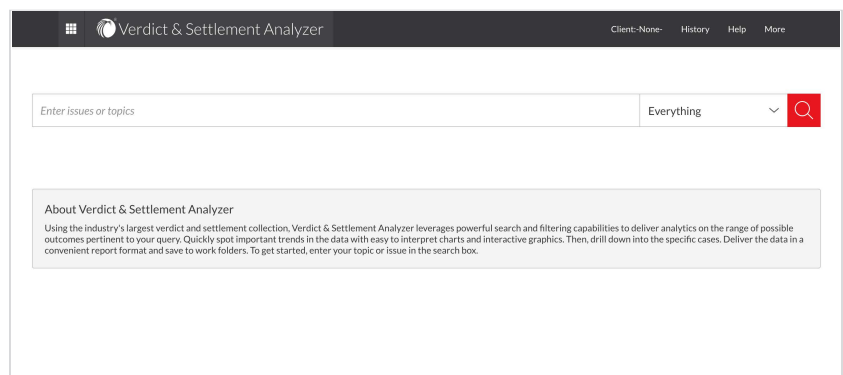 Verdict & Settlement Analyzer
Client:-None- History Help More
Enter issues or topics
Everything
About Verdict & Settlement Analyzer
Using the industry's largest verdict and settlement collection, Verdict & Settlement Analyzer leverages powerful search and filtering capabilities to deliver analytics on the range of possible
outcomes pertinent to your query. Quickly spot important trends in the data with easy to interpret charts and interactive graphics. Then, drill down into the specific cases. Deliver the data in a
convenient report format and save to work folders. To get started, enter your topic or issue in the search box.